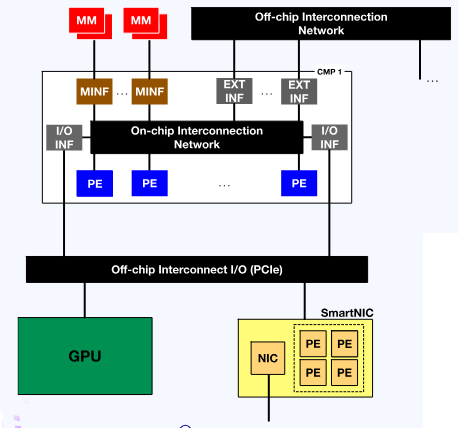 MM
MM
Off-chip Interconnection
Network
...
CMP 1
MINF
...
MINF
EXT
INF
...
EXT
INF
I/O
INF
On-chip Interconnection
Network
I/O
INF
PE
PE
...
PE
Off-chip Interconnect I/O (PCIe)
SmartNIC
GPU
NIC
PE PE
PE PE